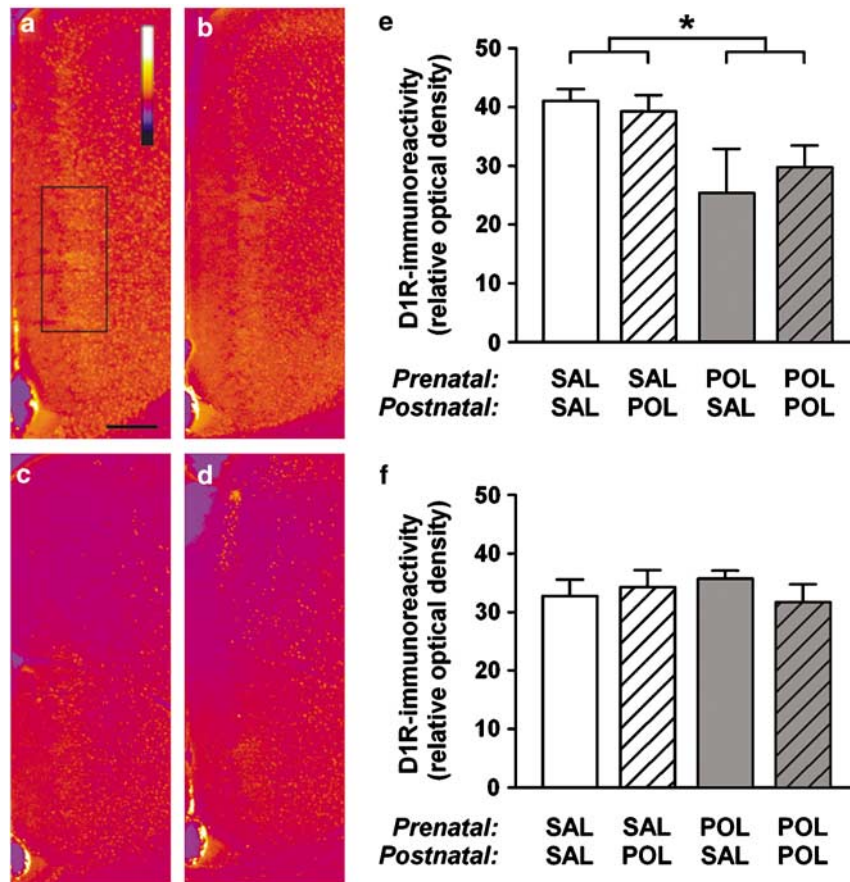 a
b
c
d
e
*
50
40
30
20
10
0
D1R-immunoreactivity
(relative optical density)
Prenatal: SAL SAL POL POL
Postnatal: SAL POL SAL POL
f
50
40
30
20
10
0
D1R-immunoreactivity
(relative optical density)
Prenatal: SAL SAL POL POL
Postnatal: SAL POL SAL POL